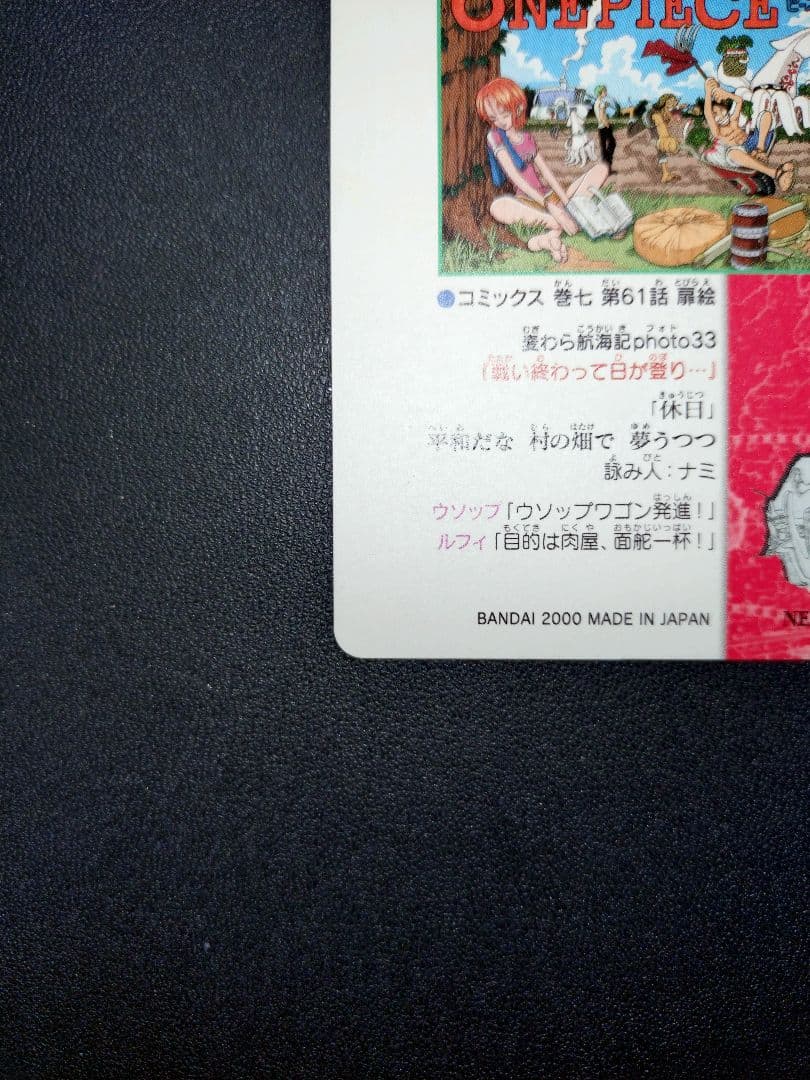 ONE PIECE
●コミックス 巻七 第61話 扉絵
麦わら航海記photo33
「戦い終わって日が登り…」
「休日」
平和だな 村の畑で 夢うつつ
詠み人：ナミ
ウソップ「ウソップワゴン発進！」
ルフィ「目的は肉屋、面舵一杯！」
BANDAI 2000 MADE IN JAPAN